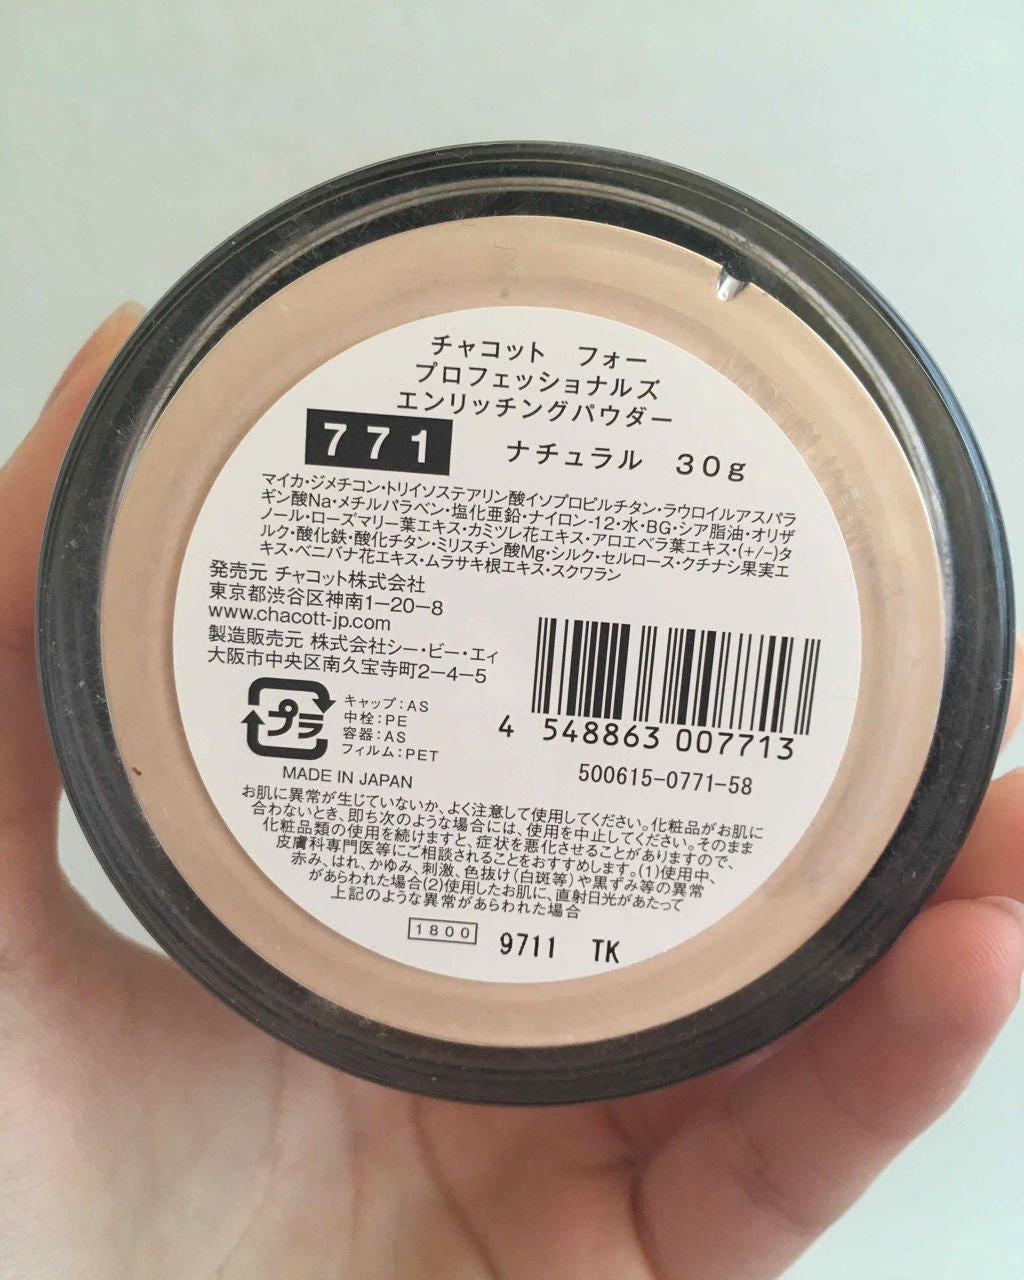 チャコット フォー
プロフェッショナルズ
エンリッチングパウダー
771 ナチュラル 30g
マイカ・ジメチコン・トリイソステアリン酸イソプロピルチタン・ラウロイルアスパラ
ギン酸Na・メチルパラベン・塩化亜鉛・ナイロン-12・水・BG・シア脂油・オリザ
ノール・ローズマリー葉エキス・カミツレ花エキス・アロエベラ葉エキス・(+/-)タ
ルク・酸化鉄・酸化チタン・ミリスチン酸Mg・シルク・セルロース・クチナシ果実エ
キス・ベニバナ花エキス・ムラサキ根エキス・スクワラン
発売元 チャコット株式会社
東京都渋谷区神南1-20-8
www.chacott-jp.com
製造販売元 株式会社シー・ビー・エィ
大阪市中央区南久宝寺町2-4-5
プラ
キャップ:AS
中栓:PE
容器:AS
フィルム:PET
MADE IN JAPAN
4 548863 007713
500615-0771-58
お肌に異常が生じていないか、よく注意して使用してください。化粧品がお肌に
合わないとき、即ち次のような場合には、使用を中止してください。そのまま
化粧品類の使用を続けますと、症状を悪化させることがありますので、
皮膚科専門医等にご相談されることをおすすめします。(1)使用中、
赤み、はれ、かゆみ、刺激、色抜け(白斑等)や黒ずみ等の異常
があらわれた場合(2)使用したお肌に、直射日光があたって
上記のような異常があらわれた場合
1800 9711 TK
MADE IN JAPAN